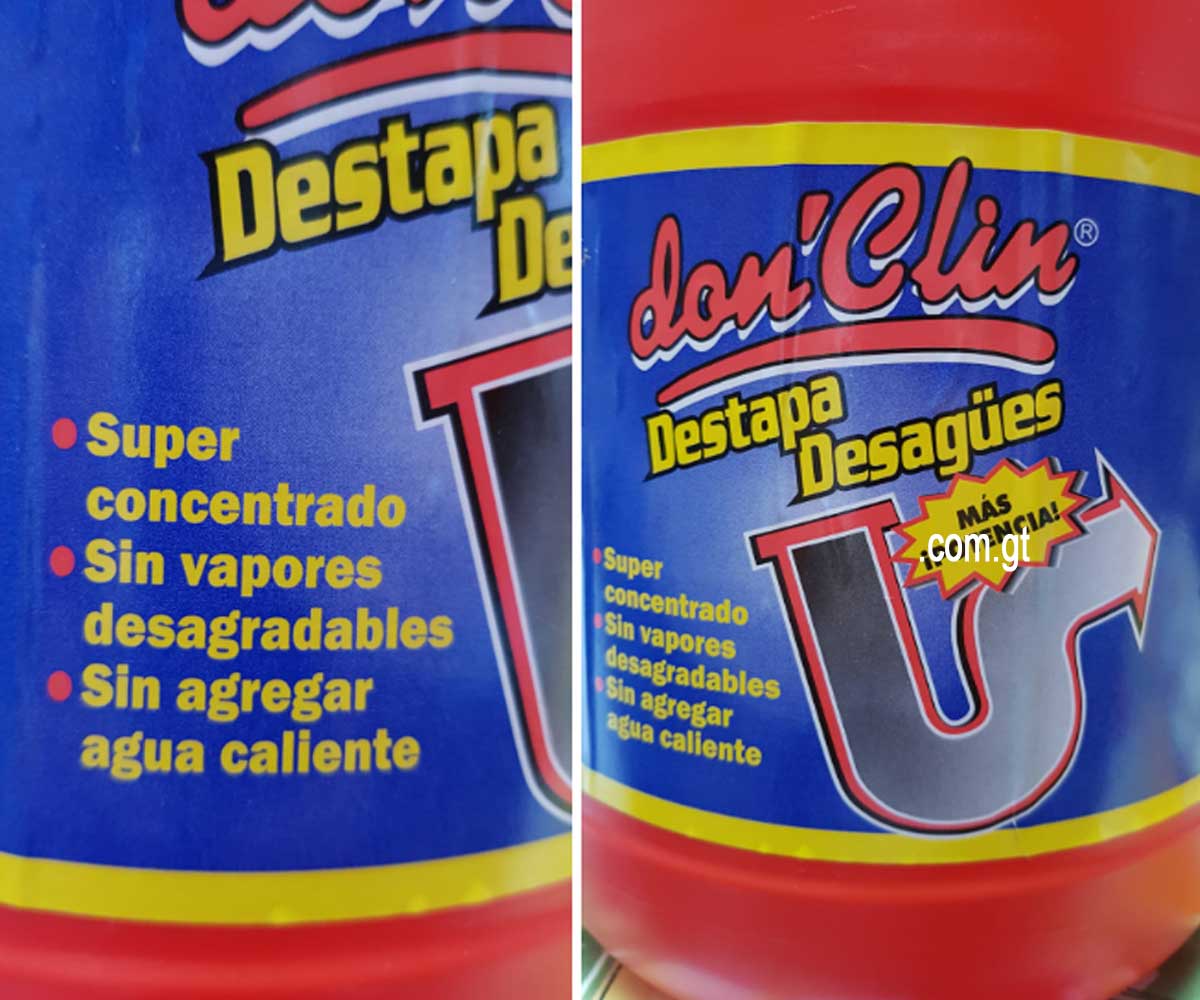 Destapa
De
• Super
concentrado
• Sin vapores
desagradables
• Sin agregar
agua caliente
don'Clin®
Destapa
Desagües
MÁS
.com.gt
• Super
concentrado
• Sin vapores
desagradables
• Sin agregar
agua caliente